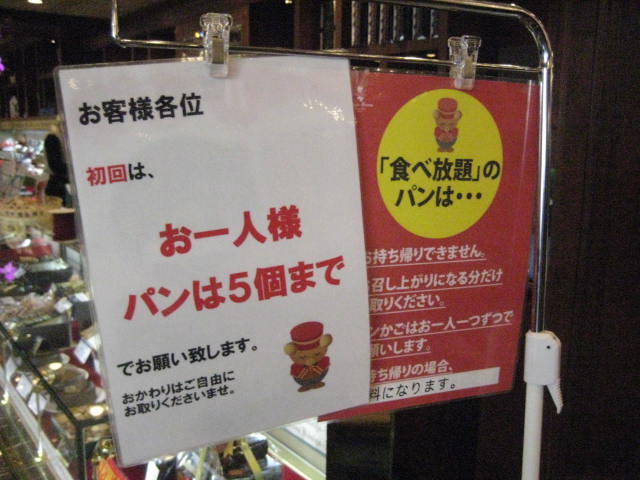 お客様各位
初回は、
お一人様
パンは5個まで
でお願い致します。
おかわりはご自由に
お取りくださいませ。
「食べ放題」の
パンは・・・
お持ち帰りできません。
召し上がりになる分だけ
取りください。
ンかごはお一人一つずつで
願いします。
持ち帰りの場合、
料になります。